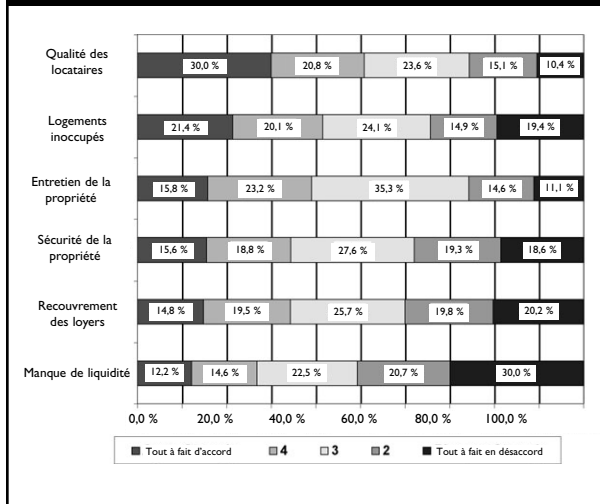 Qualité des
locataires
30,0 % 20,8 % 23,6 % 15,1 % 10,4 %
Logements
inoccupés
21,4 % 20,1 % 24,1 % 14,9 % 19,4 %
Entretien de la
propriété
15,8 % 23,2 % 35,3 % 14,6 % 11,1 %
Sécurité de la
propriété
15,6 % 18,8 % 27,6 % 19,3 % 18,6 %
Recouvrement
des loyers
14,8 % 19,5 % 25,7 % 19,8 % 20,2 %
Manque de liquidité
12,2 % 14,6 % 22,5 % 20,7 % 30,0 %
0,0 % 20,0 % 40,0 % 60,0 % 80,0 % 100,0 %
Tout à fait d'accord 4 3 2 Tout à fait en désaccord